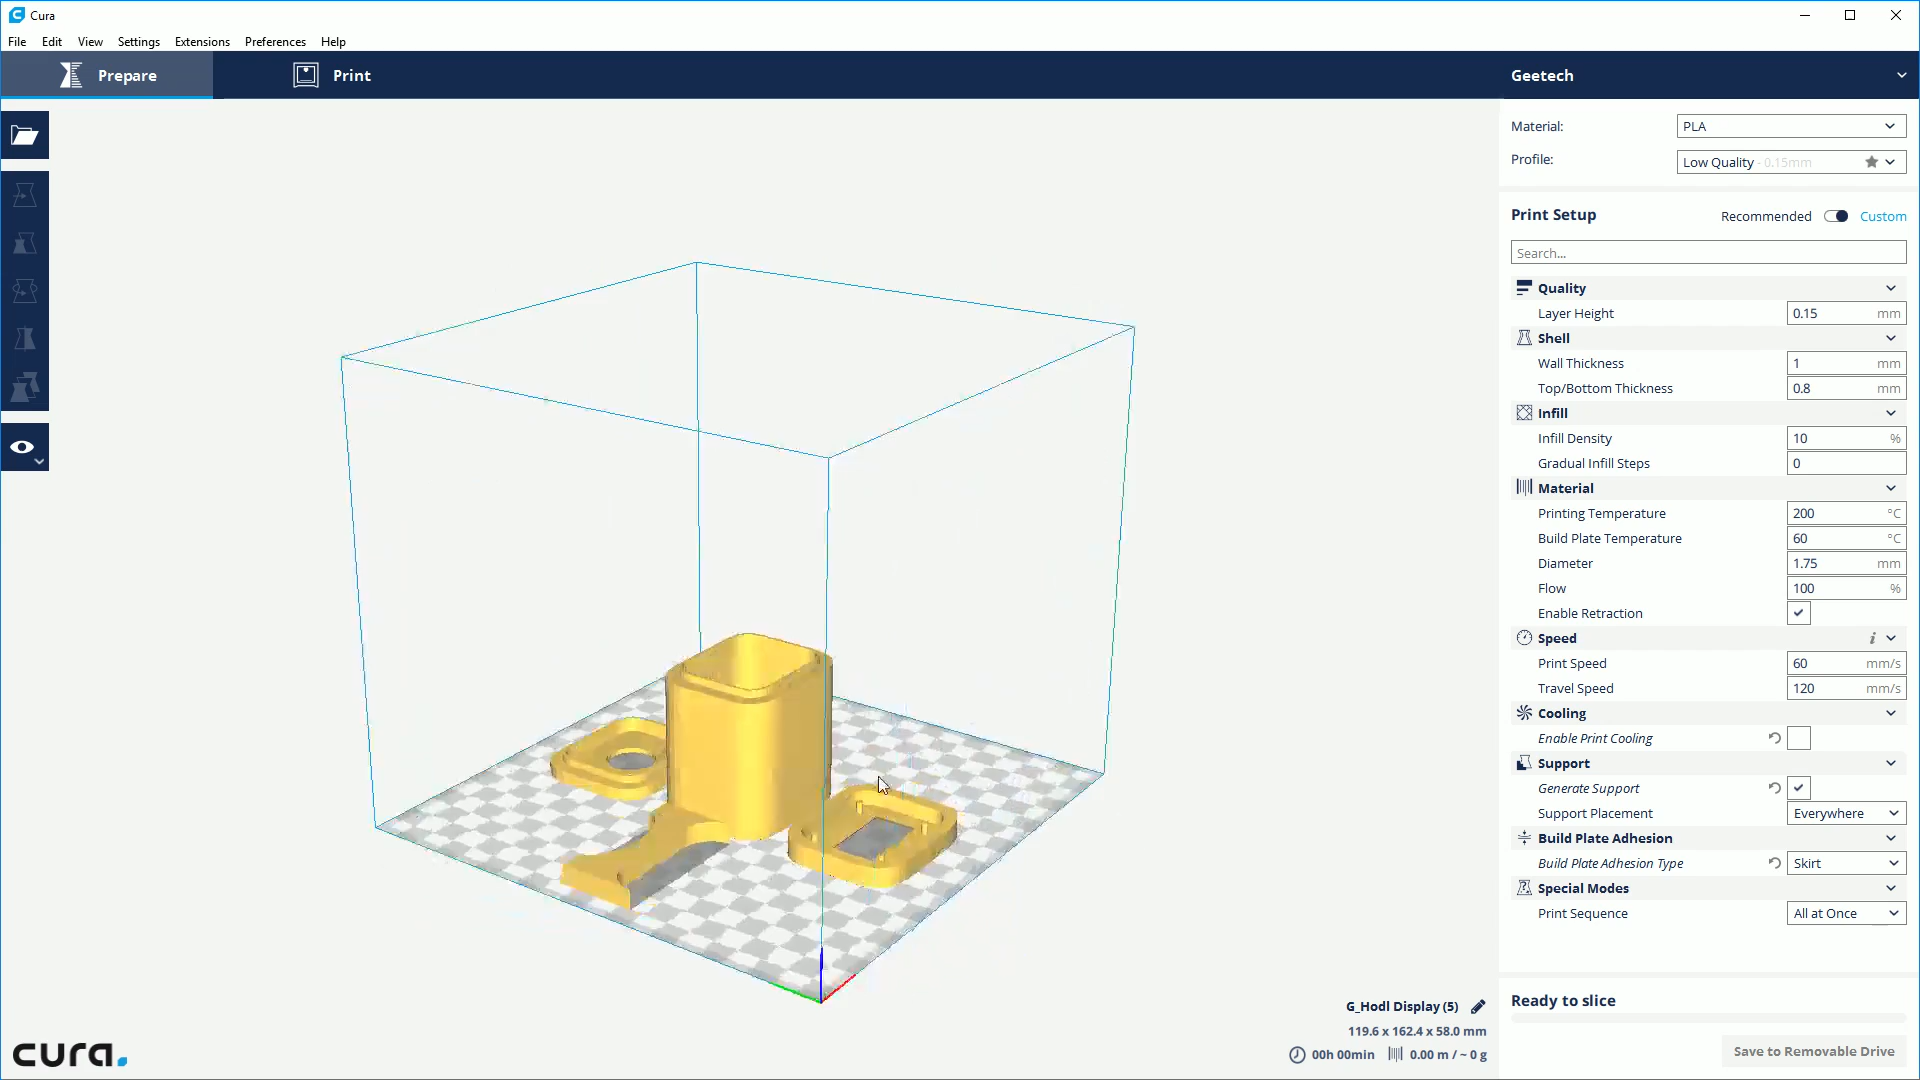 Cura
File Edit View Settings Extensions Preferences Help
Prepare Print Geetech
Material: PLA
Profile: Low Quality - 0.15mm
Print Setup Recommended Custom
Search...
Quality
Layer Height 0.15 mm
Shell
Wall Thickness 1 mm
Top/Bottom Thickness 0.8 mm
Infill
Infill Density 10 %
Gradual Infill Steps 0
Material
Printing Temperature 200 °C
Build Plate Temperature 60 °C
Diameter 1.75 mm
Flow 100 %
Enable Retraction
Speed i
Print Speed 60 mm/s
Travel Speed 120 mm/s
Cooling
Enable Print Cooling
Support
Generate Support
Support Placement Everywhere
Build Plate Adhesion
Build Plate Adhesion Type Skirt
Special Modes
Print Sequence All at Once
Ready to slice
Save to Removable Drive
G_Hodl Display (5)
119.6 x 162.4 x 58.0 mm
00h 00min 0.00 m / ~ 0 g
cura.